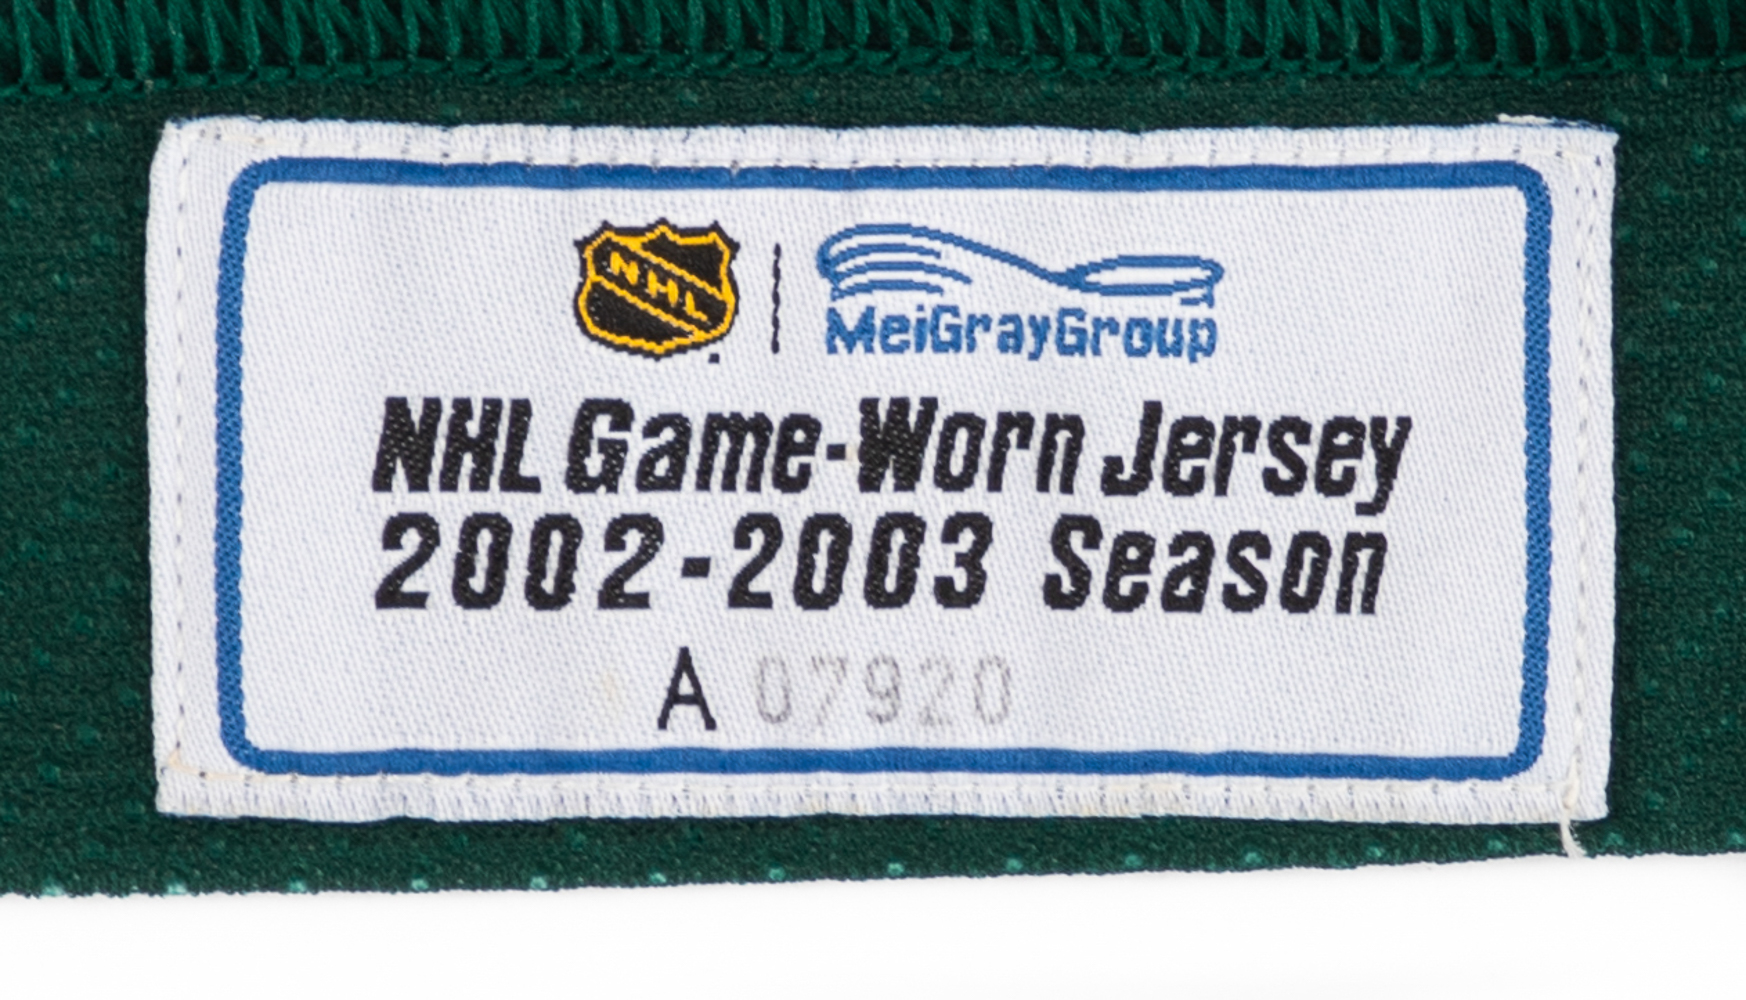 NHL
MeiGrayGroup
NHL Game-Worn Jersey
2002-2003 Season
A 07920